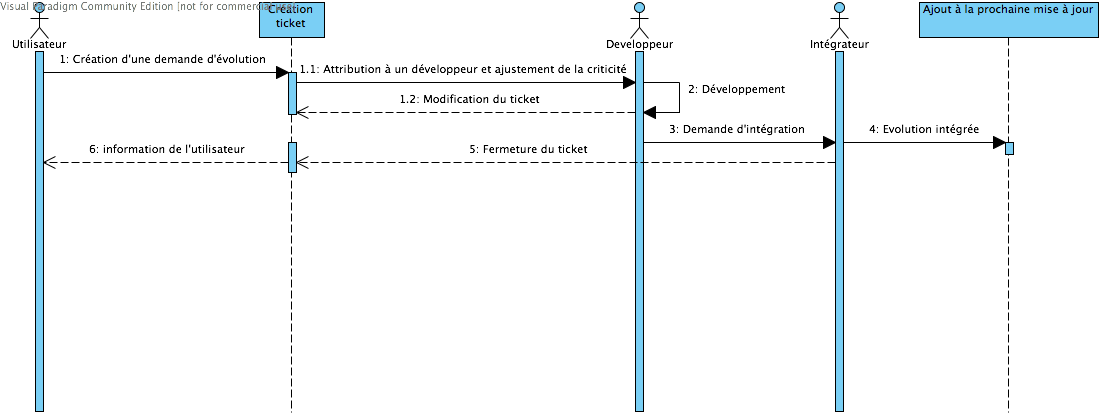 Visual Paradigm Community Edition [not for commercial use]
Création
ticket
Ajout à la prochaine mise à jour
Utilisateur
Developpeur
Intégrateur
1: Création d'une demande d'évolution
1.1: Attribution à un développeur et ajustement de la criticité
2: Développement
1.2: Modification du ticket
3: Demande d'intégration
4: Evolution intégrée
6: information de l'utilisateur
5: Fermeture du ticket